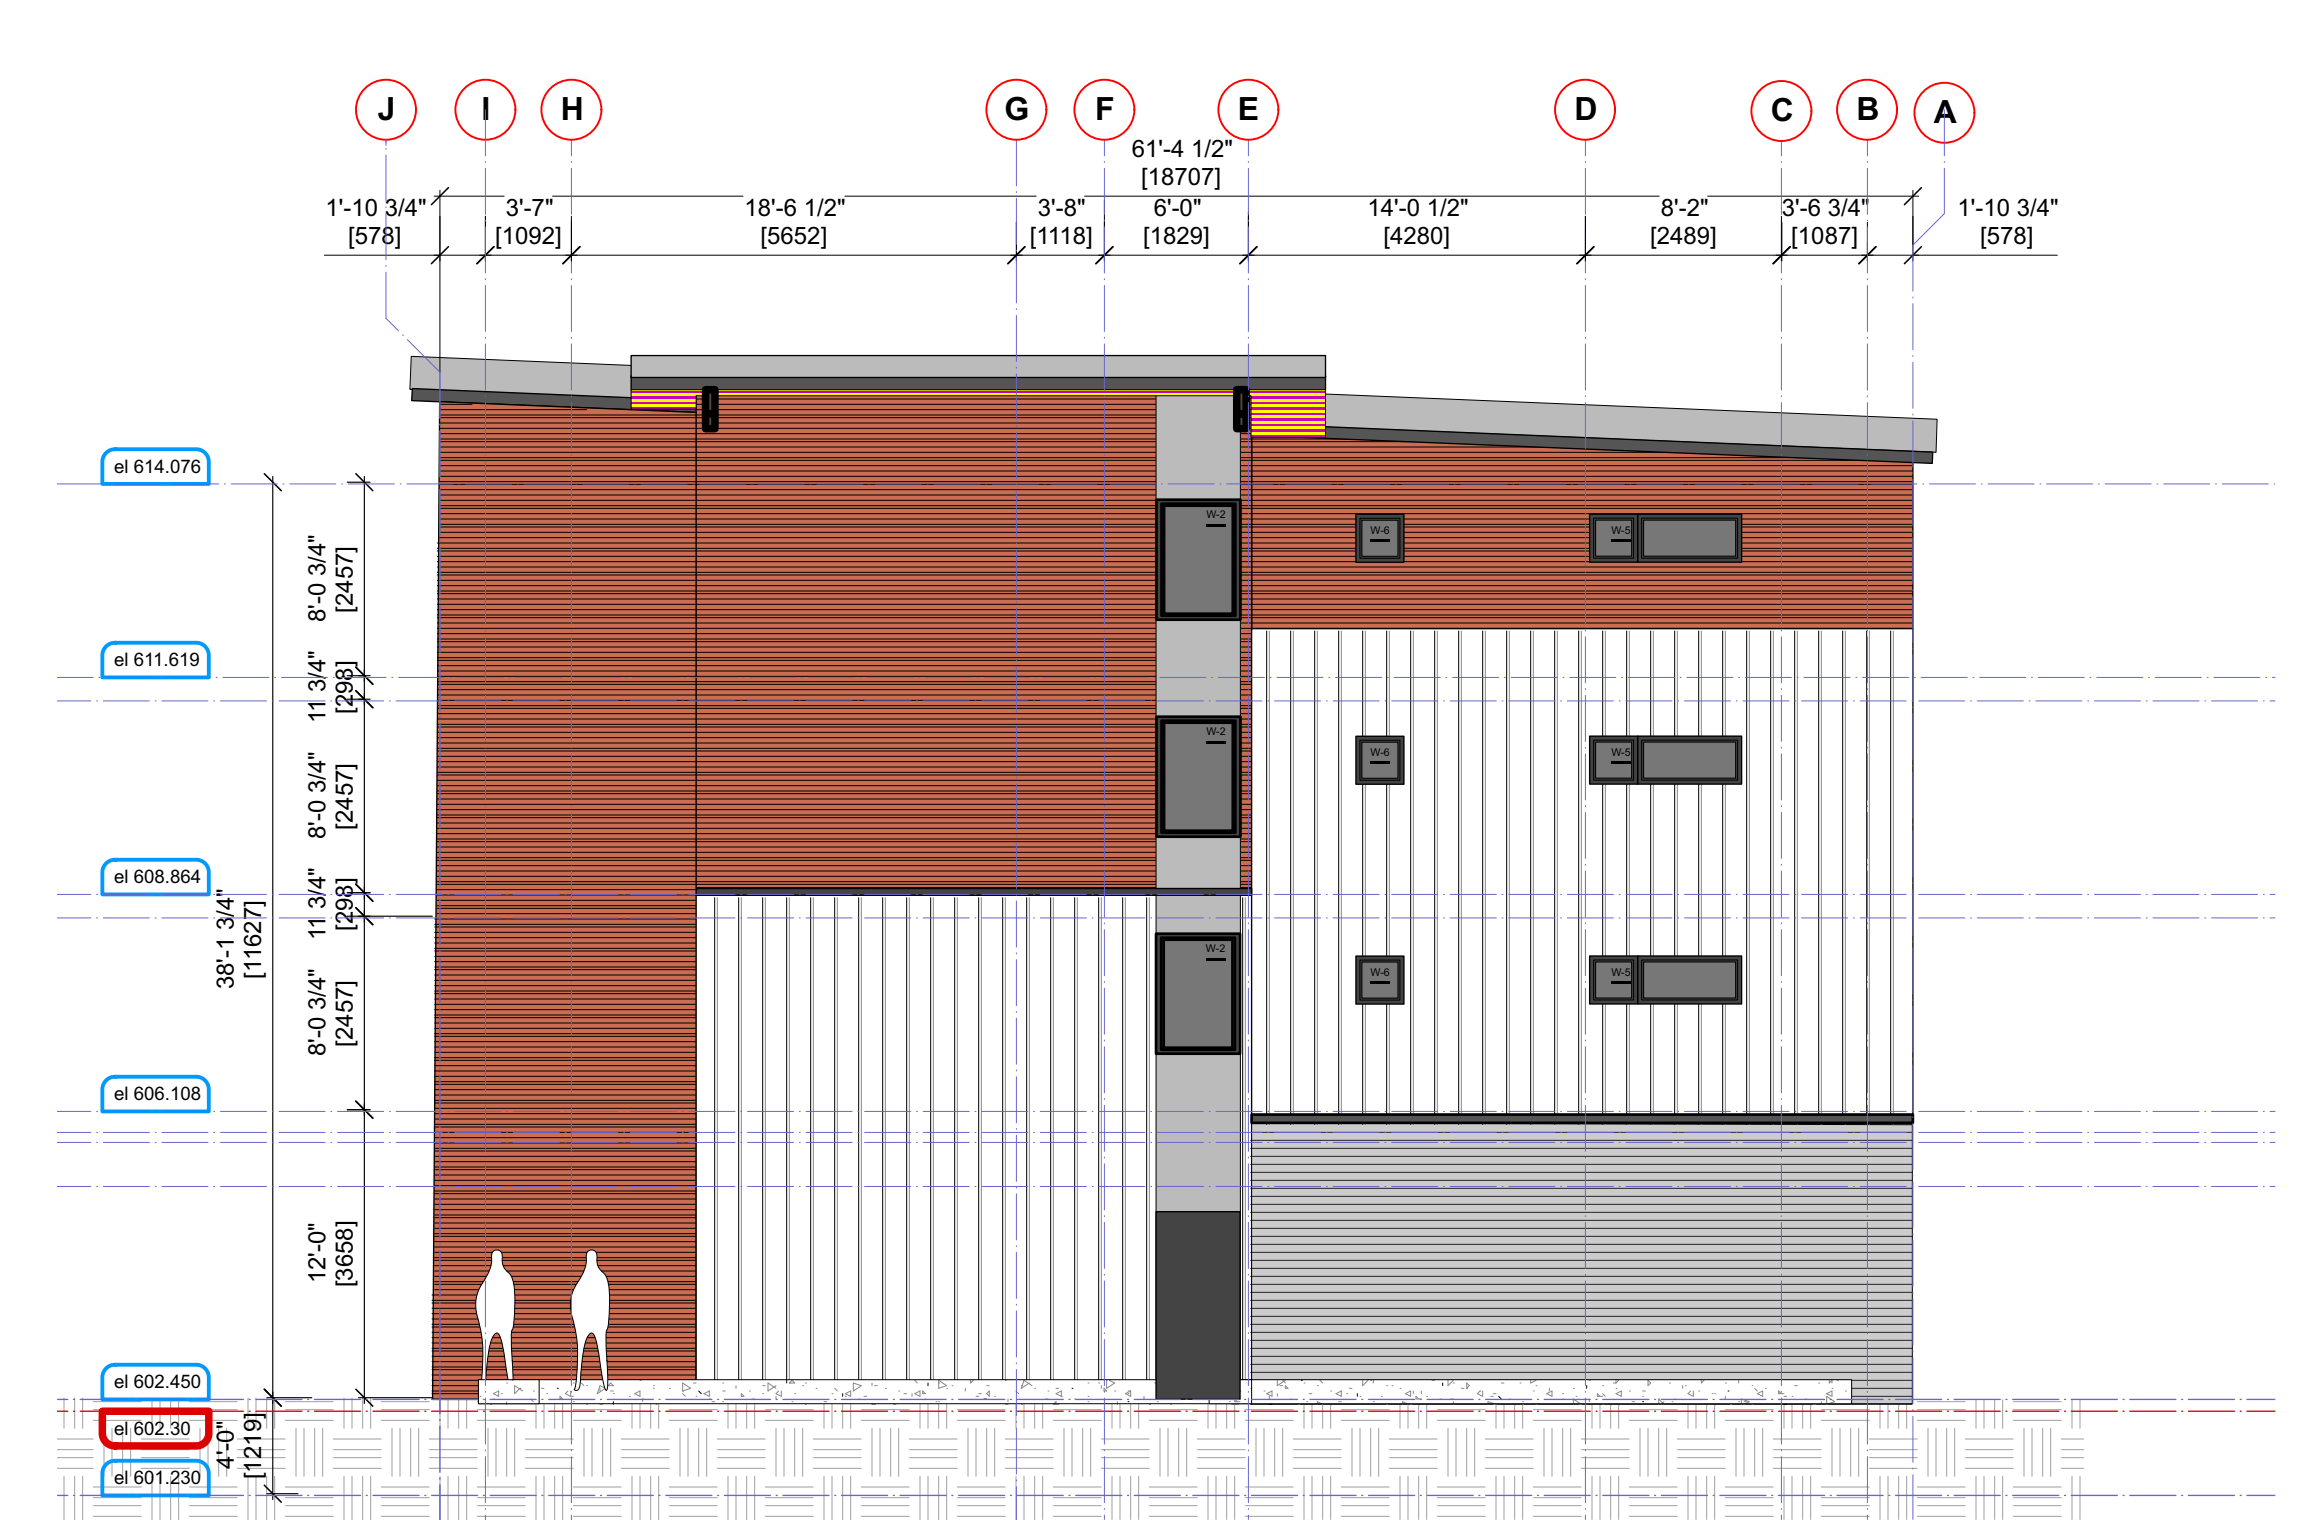 J I H G F E D C B A
61'-4 1/2"
[18707]
1'-10 3/4" 3'-7" 18'-6 1/2" 3'-8" 6'-0" 14'-0 1/2" 8'-2" 3'-6 3/4" 1'-10 3/4"
[578] [1092] [5652] [1118] [1829] [4280] [2489] [1087] [578]
el 614.076
W-2
W-6
W-5
8'-0 3/4"
[2457]
el 611.619
11 3/4"
[298]
W-2
W-6
W-5
8'-0 3/4"
[2457]
el 608.864
11 3/4"
[298]
38'-1 3/4"
[11627]
W-2
W-6
W-5
8'-0 3/4"
[2457]
el 606.108
12'-0"
[3658]
el 602.450
el 602.30
4'-0"
[1219]
el 601.230